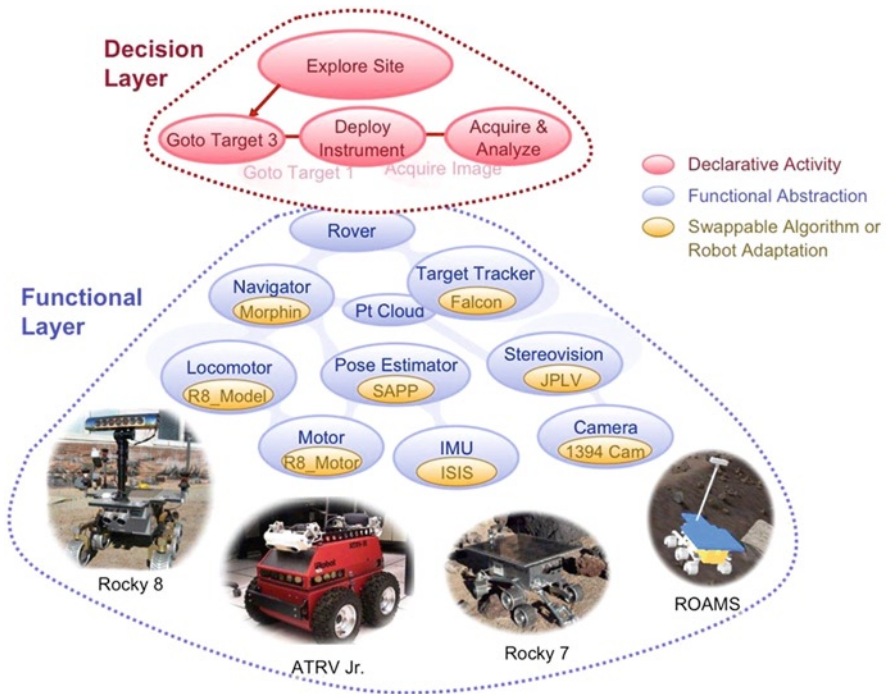 Decision
Layer
Explore Site
Goto Target 3
Deploy
Instrument
Acquire &
Analyze
Goto Target 1
Acquire Image
Declarative Activity
Functional Abstraction
Swappable Algorithm or
Robot Adaptation
Functional
Layer
Rover
Navigator
Morphin
Pt Cloud
Target Tracker
Falcon
Locomotor
R8_Model
Pose Estimator
SAPP
Stereovision
JPLV
Motor
R8_Motor
IMU
ISIS
Camera
1394 Cam
iRobot
Rocky 8
ATRV Jr.
Rocky 7
ROAMS